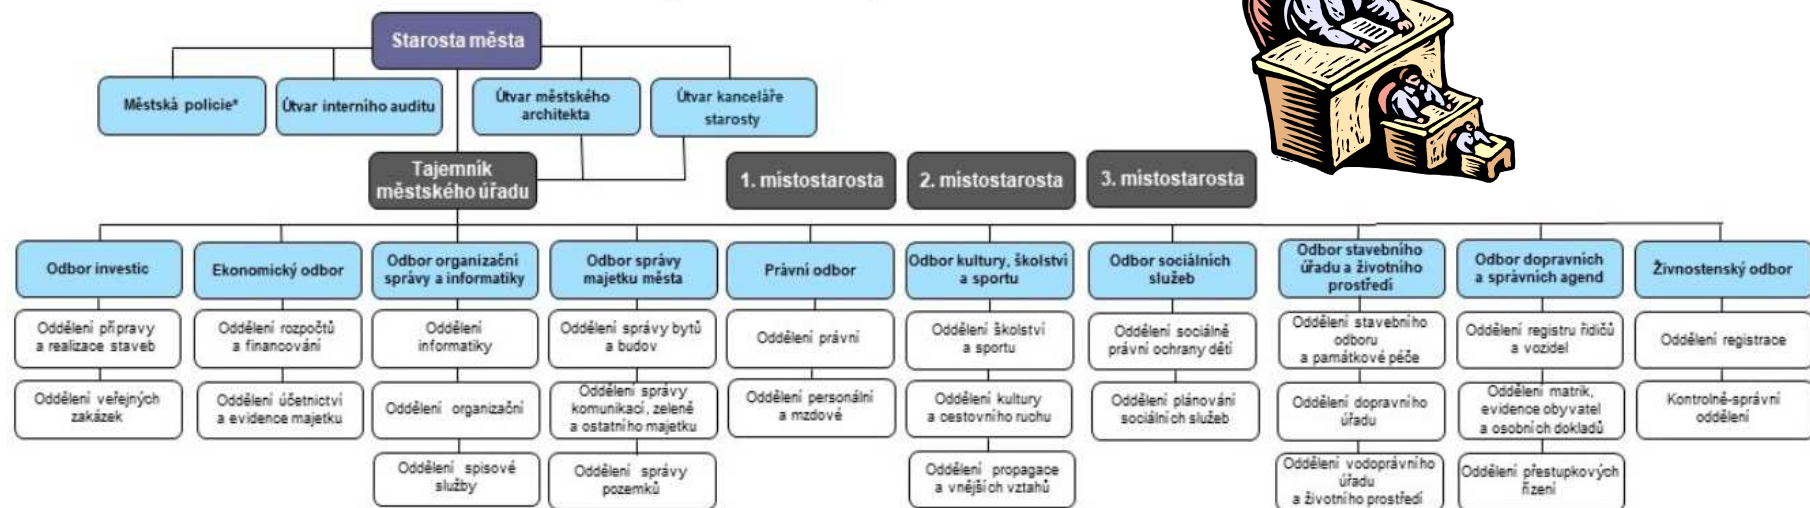 Starosta města
Městská policie*
Útvar interního auditu
Útvar městského
architekta
Útvar kanceláře
starosty
Tajemník
městského úřadu
1. místostarosta
2. místostarosta
3. místostarosta
Odbor investic
Ekonomický odbor
Odbor organizační
správy a informatiky
Odbor správy
majetku města
Právní odbor
Odbor kultury, školství
a sportu
Odbor sociálních
služeb
Odbor stavebního
úřadu a životního
prostředí
Odbor dopravních
a správních agend
Živnostenský odbor
Oddělení přípravy
a realizace staveb
Oddělení rozpočtů
a financování
Oddělení
informatiky
Oddělení správy bytů
a budov
Oddělení právní
Oddělení školství
a sportu
Oddělení sociálně
právní ochrany dětí
Oddělení stavebního
odboru
a památkové péče
Oddělení registru řidičů
a vozidel
Oddělení registrace
Oddělení veřejných
zakázek
Oddělení účetnictví
a evidence majetku
Oddělení organizační
Oddělení správy
komunikací, zeleně
a ostatního majetku
Oddělení personální
a mzdové
Oddělení kultury
a cestovního ruchu
Oddělení plánování
sociálních služeb
Oddělení dopravního
úřadu
Oddělení matrik,
evidence obyvatel
a osobních dokladů
Kontrolně-správní
oddělení
Oddělení spisové
služby
Oddělení správy
pozemků
Oddělení propagace
a vnějších vztahů
Oddělení vodoprávního
úřadu
a životního prostředí
Oddělení přestupkových
řízení